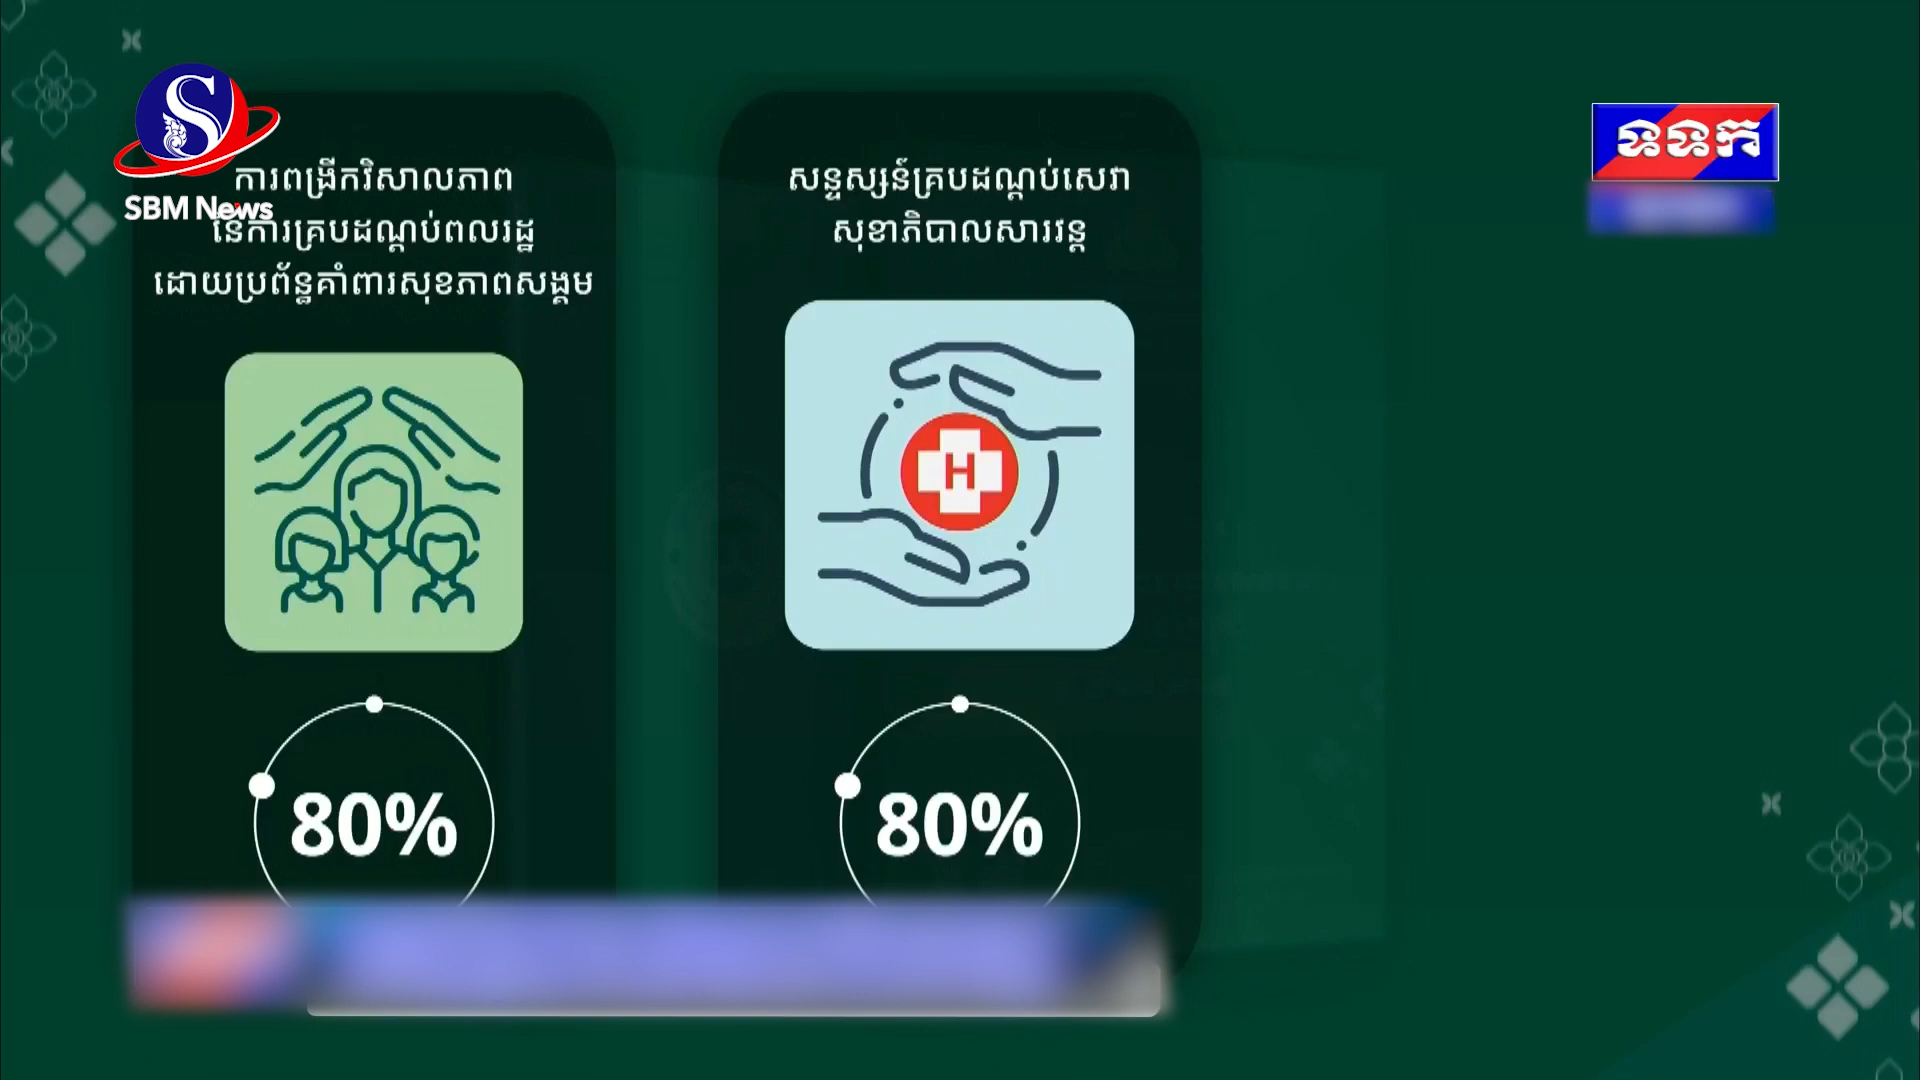 SBM News
ទទក
ការពង្រីកវិសាលភាព
នៃការគ្របដណ្តប់ពលរដ្ឋ
ដោយប្រព័ន្ធគាំពារសុខភាពសង្គម
80%
សន្ទស្សន៍គ្របដណ្តប់សេវា
សុខាភិបាលសារវន្ត
H
80%